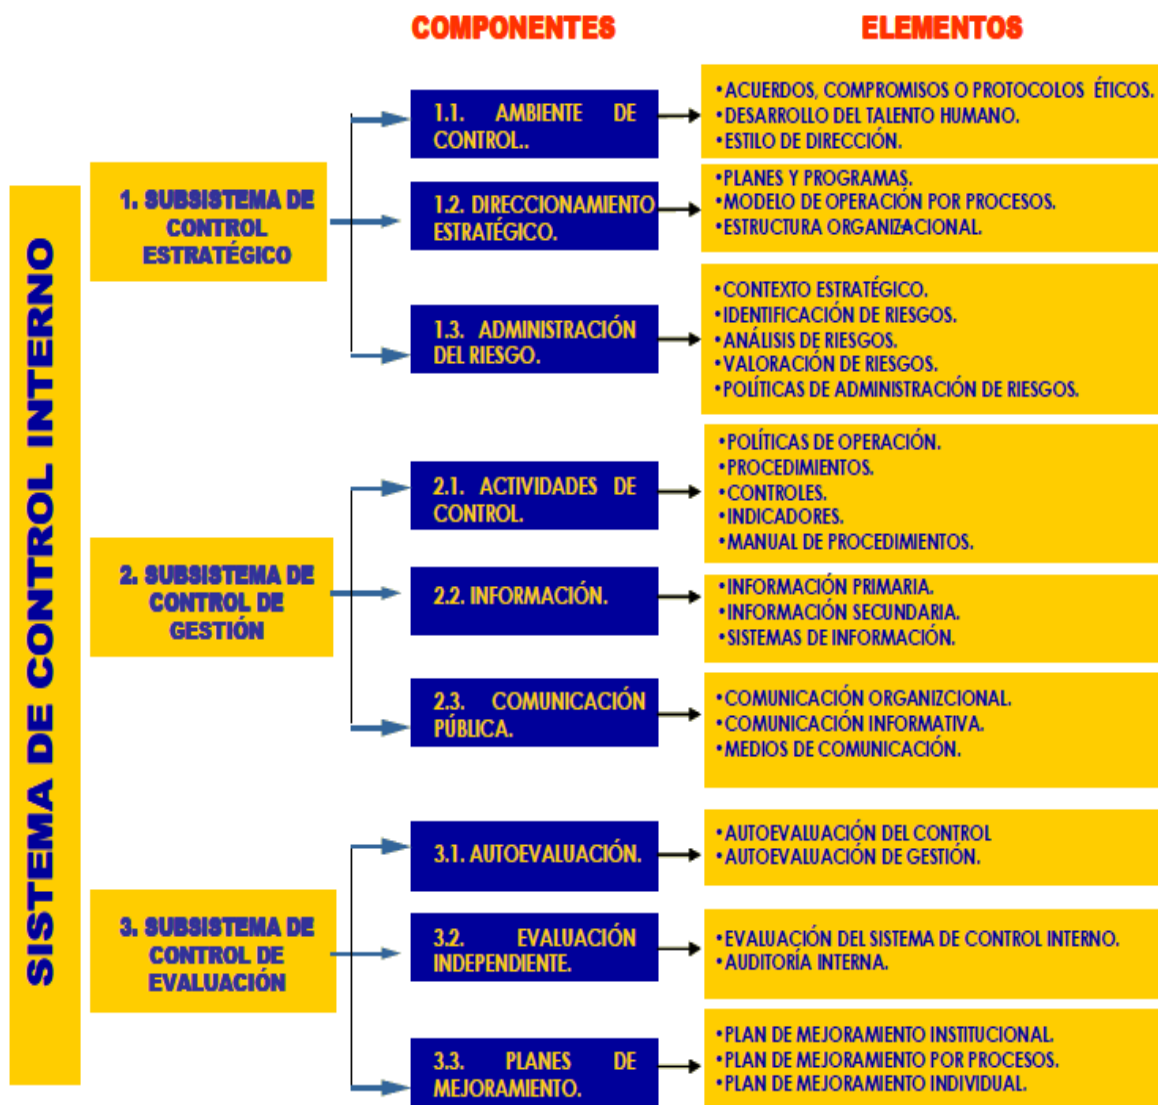 COMPONENTES
ELEMENTOS
SISTEMA DE CONTROL INTERNO
1. SUBSISTEMA DE
CONTROL
ESTRATÉGICO
1.1. AMBIENTE DE
CONTROL..
•ACUERDOS, COMPROMISOS O PROTOCOLOS ÉTICOS.
•DESARROLLO DEL TALENTO HUMANO.
•ESTILO DE DIRECCIÓN.
1.2. DIRECCIONAMIENTO
ESTRATÉGICO.
•PLANES Y PROGRAMAS.
•MODELO DE OPERACIÓN POR PROCESOS.
•ESTRUCTURA ORGANIZACIONAL.
1.3. ADMINISTRACIÓN
DEL RIESGO.
•CONTEXTO ESTRATÉGICO.
•IDENTIFICACIÓN DE RIESGOS.
•ANÁLISIS DE RIESGOS.
•VALORACIÓN DE RIESGOS.
•POLÍTICAS DE ADMINISTRACIÓN DE RIESGOS.
2. SUBSISTEMA DE
CONTROL DE
GESTIÓN
2.1. ACTIVIDADES DE
CONTROL.
•POLÍTICAS DE OPERACIÓN.
•PROCEDIMIENTOS.
•CONTROLES.
•INDICADORES.
•MANUAL DE PROCEDIMIENTOS.
2.2. INFORMACIÓN.
•INFORMACIÓN PRIMARIA.
•INFORMACIÓN SECUNDARIA.
•SISTEMAS DE INFORMACIÓN.
2.3. COMUNICACIÓN
PÚBLICA.
•COMUNICACIÓN ORGANIZCIONAL.
•COMUNICACIÓN INFORMATIVA.
•MEDIOS DE COMUNICACIÓN.
3. SUBSISTEMA DE
CONTROL DE
EVALUACIÓN
3.1. AUTOEVALUACIÓN.
•AUTOEVALUACIÓN DEL CONTROL
•AUTOEVALUACIÓN DE GESTIÓN.
3.2. EVALUACIÓN
INDEPENDIENTE.
•EVALUACIÓN DEL SISTEMA DE CONTROL INTERNO.
•AUDITORÍA INTERNA.
3.3. PLANES DE
MEJORAMIENTO.
•PLAN DE MEJORAMIENTO INSTITUCIONAL.
•PLAN DE MEJORAMIENTO POR PROCESOS.
•PLAN DE MEJORAMIENTO INDIVIDUAL.